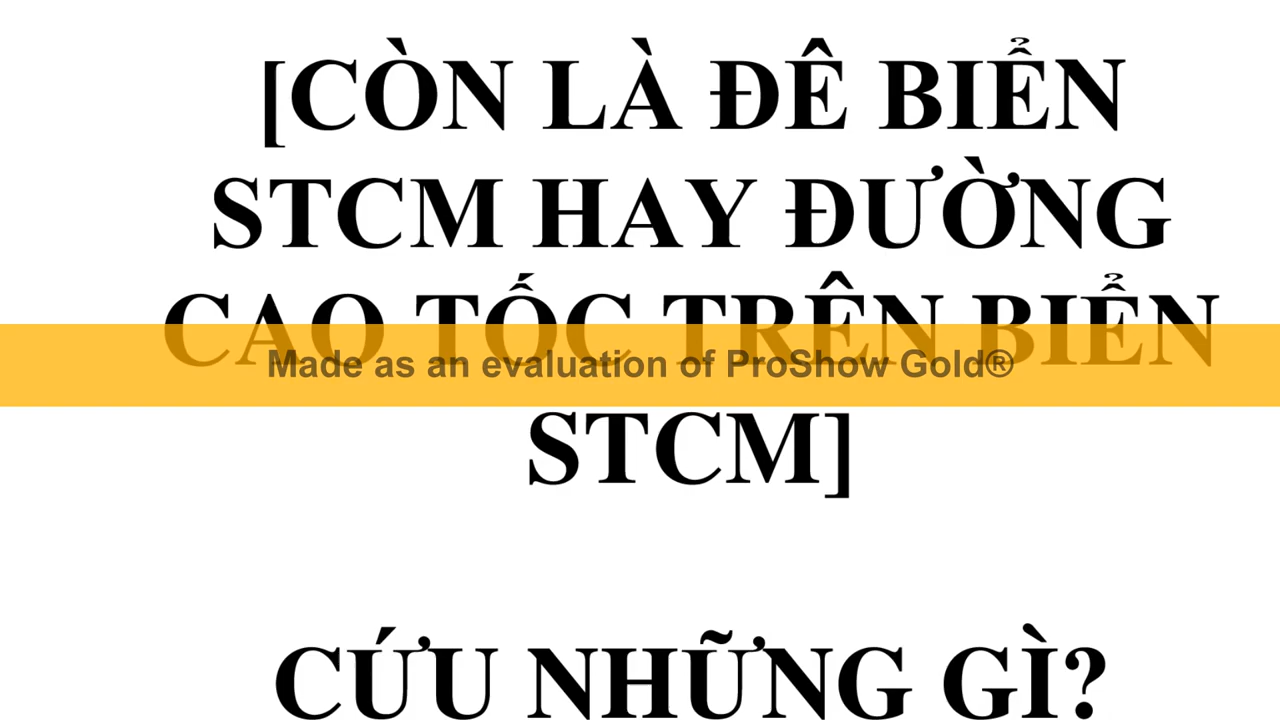 [CÒN LÀ ĐÊ BIỂN
STCM HAY ĐƯỜNG
CAO TỐC TRÊN BIỂN
Made as an evaluation of ProShow Gold®
STCM]
CỨU NHỮNG GÌ?